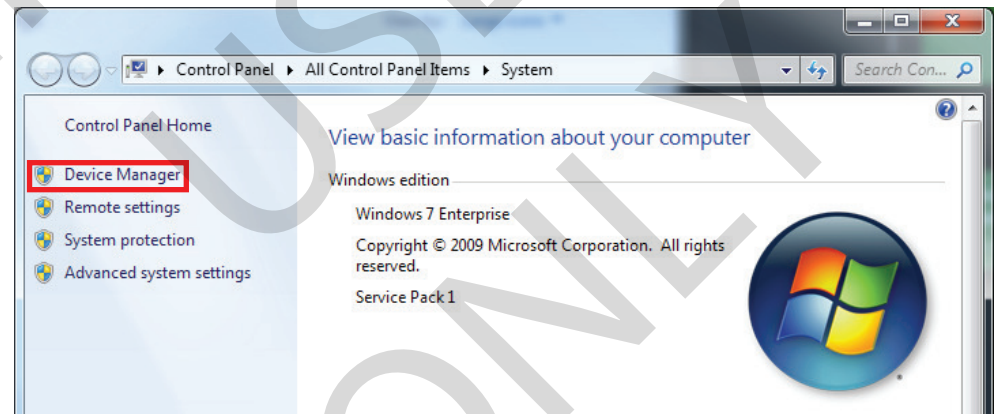 Control Panel ▸ All Control Panel Items ▸ System
Search Con...
Control Panel Home
Device Manager
Remote settings
System protection
Advanced system settings
View basic information about your computer
Windows edition
Windows 7 Enterprise
Copyright © 2009 Microsoft Corporation. All rights
reserved.
Service Pack 1
USE
ONLY